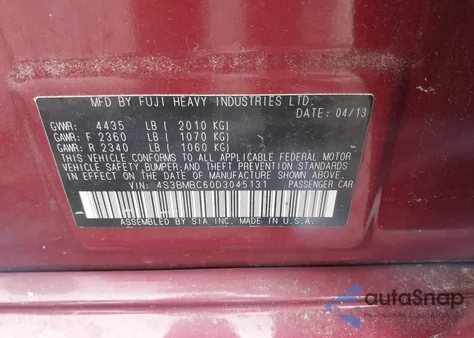 MFD BY FUJI HEAVY INDUSTRIES LTD.
DATE: 04/13
GVWR: 4435 LB ( 2010 KG)
GAWR: F 2360 LB ( 1070 KG)
GAWR: R 2340 LB ( 1060 KG)
THIS VEHICLE CONFORMS TO ALL APPLICABLE FEDERAL MOTOR
VEHICLE SAFETY, BUMPER, AND THEFT PREVENTION STANDARDS
IN EFFECT ON THE DATE OF MANUFACTURE SHOWN ABOVE.
VIN: 4S3BMBC60D3045131 PASSENGER CAR
ASSEMBLED BY SIA INC. MADE IN U.S.A.
autoSnap